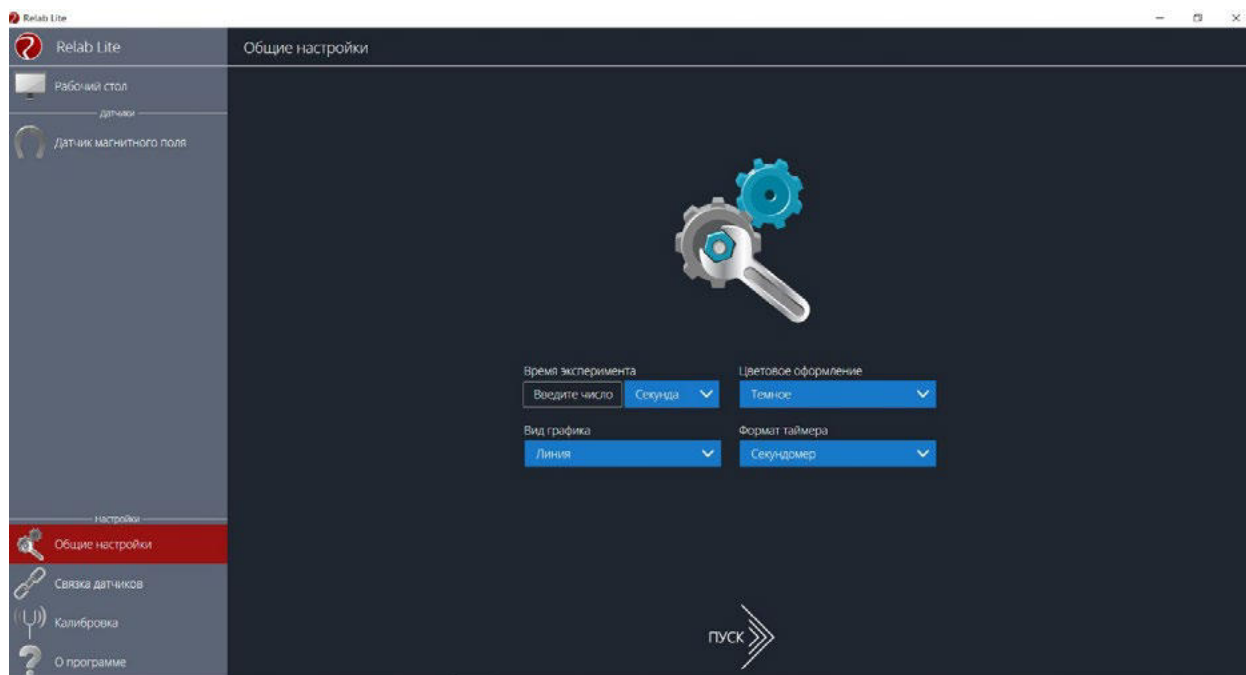 Relab Lite
Relab Lite
Общие настройки
Рабочий стол
Датчики
Датчик магнитного поля
Время эксперимента
Цветовое оформление
Введите число
Секунда
Темное
Вид графика
Формат таймера
Линия
Секундомер
Настройки
Общие настройки
Связка датчиков
Калибровка
О программе
ПУСК